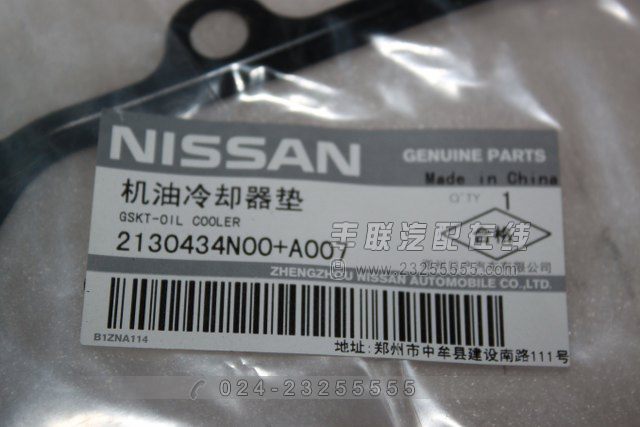 NISSAN
GENUINE PARTS
Made in China
机油冷却器垫
GSKT-OIL COOLER
Q'TY 1
2130434N00+A007
丰联汽配在线
www.23255555.com
ZHENGZHOU NISSAN AUTOMOBILE CO.,LTD.
B1ZNA114
地址:郑州市中牟县建设南路111号
024-23255555